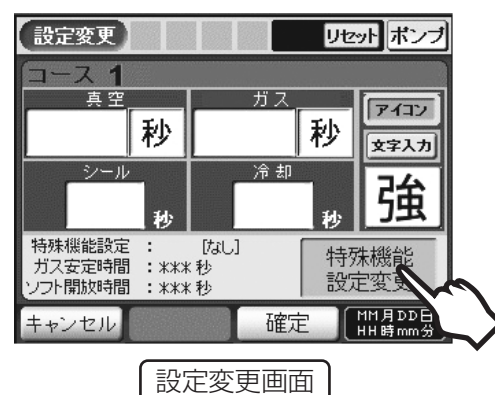 設定変更 リセット ポンプ
コース 1
真空 ガス アイコン
秒 秒 文字入力
シール 冷却 強
秒 秒
特殊機能設定 : [なし]
ガス安定時間 : *** 秒
ソフト開放時間 : *** 秒
特殊機能
設定変更
キャンセル 確定 MM月DD日
HH時mm分
設定変更画面